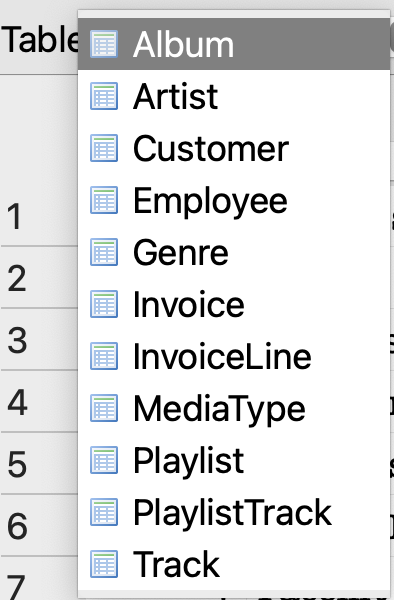 Table
Album
Artist
Customer
1
Employee
2
Genre
Invoice
3
InvoiceLine
4
MediaType
5
Playlist
6
PlaylistTrack
Track
7